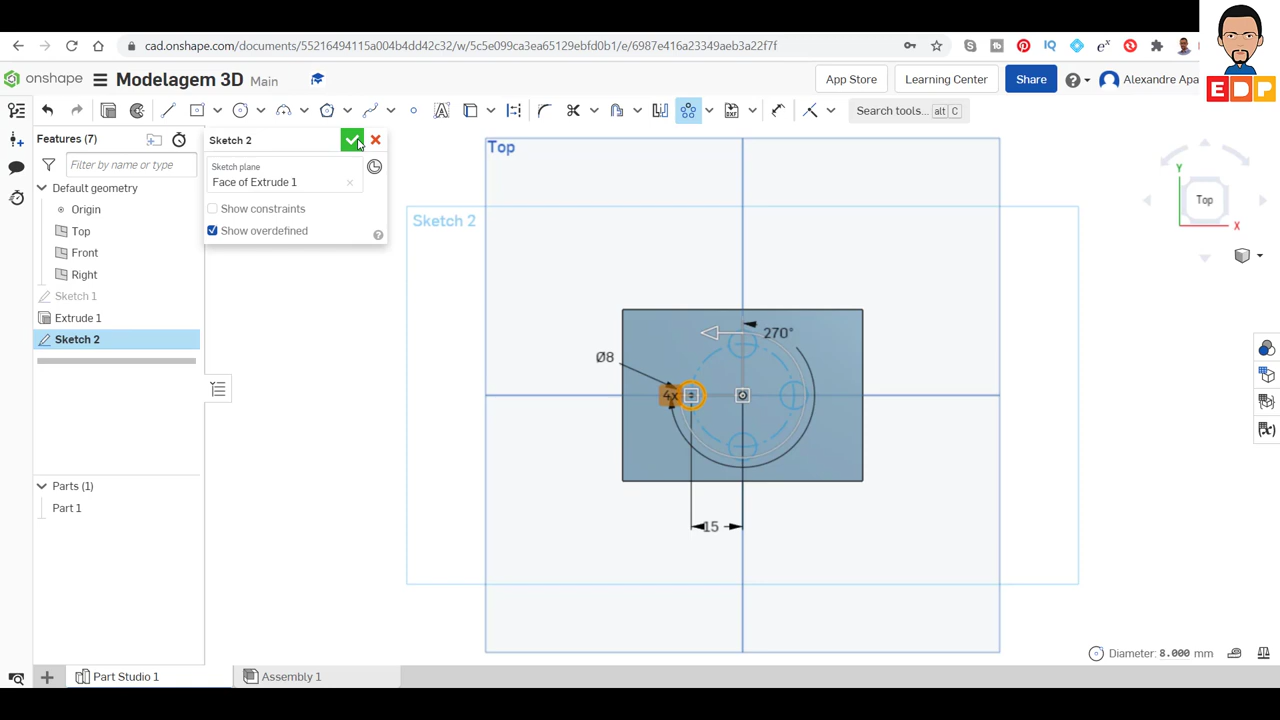 cad.onshape.com/documents/55216494115a004b4dd42c32/w/5d5e099ca3ea65129ebfd0b1/e/6987e416a23349aeb3a22f7f
IQ
eˣ
EDP
onshape
Modelagem 3D
Main
App Store
Learning Center
Share
Alexandre Apa
Search tools...
alt
C
Features (7)
Filter by name or type
Default geometry
Origin
Top
Front
Right
Sketch 1
Extrude 1
Sketch 2
Parts (1)
Part 1
Sketch 2
Sketch plane
Face of Extrude 1
Show constraints
Show overdefined
Top
Sketch 2
270°
Ø8
4x
15
Y
Top
X
Diameter: 8.000 mm
Part Studio 1
Assembly 1